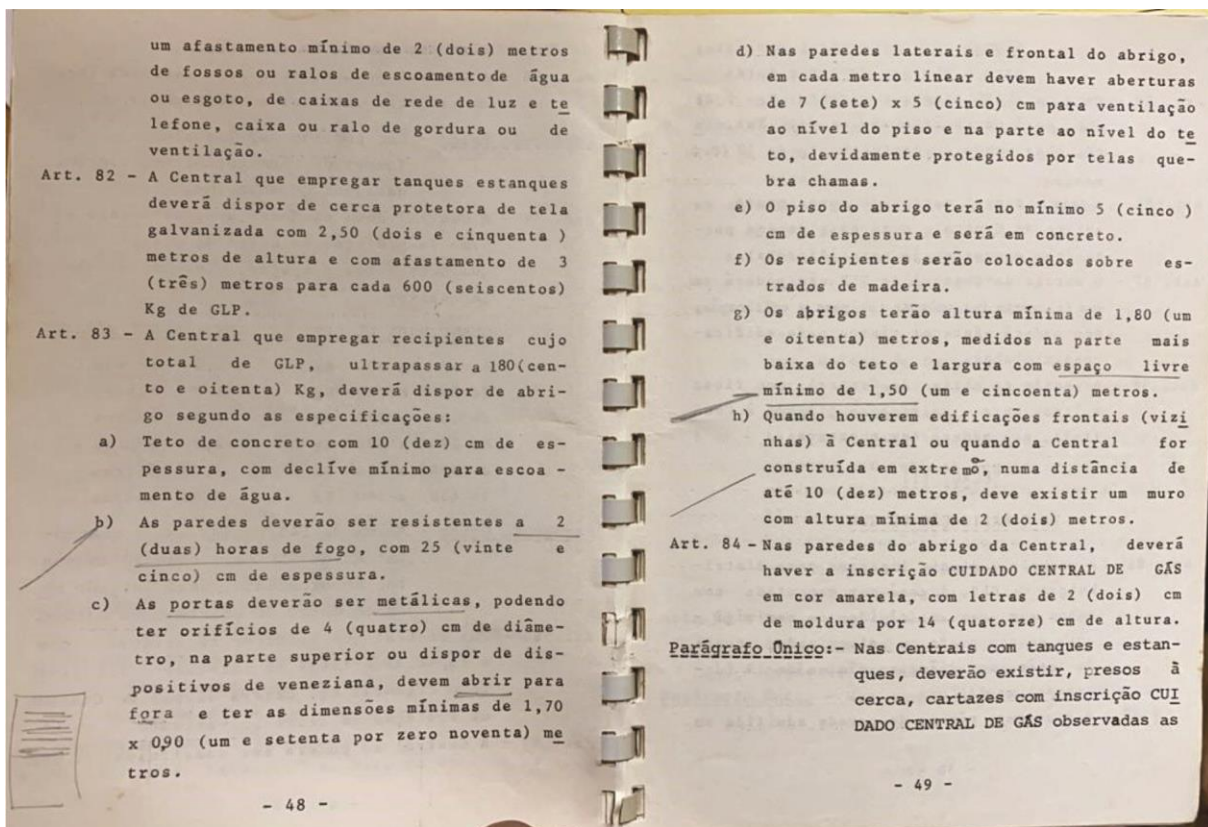 um afastamento mínimo de 2 (dois) metros
de fossos ou ralos de escoamento de água
ou esgoto, de caixas de rede de luz e te
lefone, caixa ou ralo de gordura ou de
ventilação.
Art. 82 - A Central que empregar tanques estanques
deverá dispor de cerca protetora de tela
galvanizada com 2,50 (dois e cinquenta )
metros de altura e com afastamento de 3
(três) metros para cada 600 (seiscentos)
Kg de GLP.
Art. 83 - A Central que empregar recipientes cujo
total de GLP, ultrapassar a 180(cen-
to e oitenta) Kg, deverá dispor de abri-
go segundo as especificações:
a) Teto de concreto com 10 (dez) cm de es-
pessura, com declíve mínimo para escoa -
mento de água.
b) As paredes deverão ser resistentes a 2
(duas) horas de fogo, com 25 (vinte e
cinco) cm de espessura.
c) As portas deverão ser metálicas, podendo
ter orifícios de 4 (quatro) cm de diâme-
tro, na parte superior ou dispor de dis-
positivos de veneziana, devem abrir para
fora e ter as dimensões mínimas de 1,70
x 0,90 (um e setenta por zero noventa) me
tros.
- 48 -
d) Nas paredes laterais e frontal do abrigo,
em cada metro linear devem haver aberturas
de 7 (sete) x 5 (cinco) cm para ventilação
ao nível do piso e na parte ao nível do te
to, devidamente protegidos por telas que-
bra chamas.
e) O piso do abrigo terá no mínimo 5 (cinco )
cm de espessura e será em concreto.
f) Os recipientes serão colocados sobre es-
trados de madeira.
g) Os abrigos terão altura mínima de 1,80 (um
e oitenta) metros, medidos na parte mais
baixa do teto e largura com espaço livre
mínimo de 1,50 (um e cincoenta) metros.
h) Quando houverem edificações frontais (vizi
nhas) à Central ou quando a Central for
construída em extremo, numa distância de
até 10 (dez) metros, deve existir um muro
com altura mínima de 2 (dois) metros.
Art. 84 - Nas paredes do abrigo da Central, deverá
haver a inscrição CUIDADO CENTRAL DE GÁS
em cor amarela, com letras de 2 (dois) cm
de moldura por 14 (quatorze) cm de altura.
Parágrafo Único:- Nas Centrais com tanques e estan-
ques, deverão existir, presos à
cerca, cartazes com inscrição CUI
DADO CENTRAL DE GÁS observadas as
- 49 -